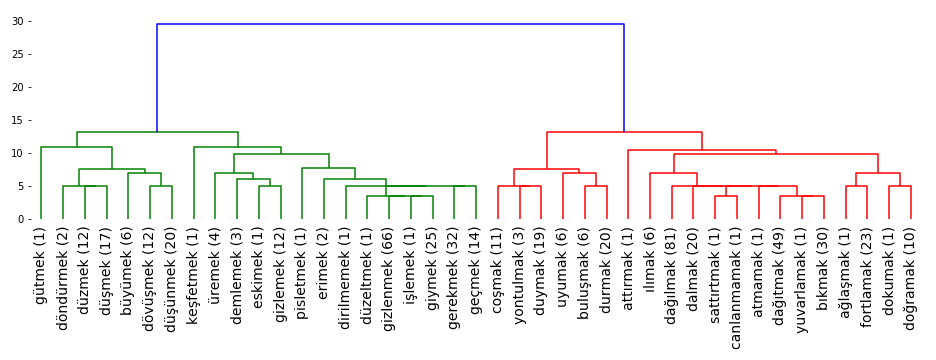 30
25
20
15
10
5
0
gütmek (1)
döndürmek (2)
düzmek (12)
düşmek (17)
büyümek (6)
dövüşmek (12)
düşünmek (20)
keşfetmek (1)
üremek (4)
demlemek (3)
eskimek (1)
gizlemek (12)
pisletmek (1)
erimek (2)
dirilmemek (1)
düzeltmek (1)
gizlenmek (66)
işlemek (1)
giymek (25)
gerekmek (32)
geçmek (14)
coşmak (11)
yontulmak (3)
duymak (19)
uyumak (6)
buluşmak (6)
durmak (20)
attırmak (1)
ılımak (6)
dağılmak (81)
dalmak (20)
sattırtmak (1)
canlanmamak (1)
atmamak (1)
dağıtmak (49)
yuvarlamak (1)
bıkmak (30)
ağlaşmak (1)
fortlamak (23)
dokumak (1)
doğramak (10)